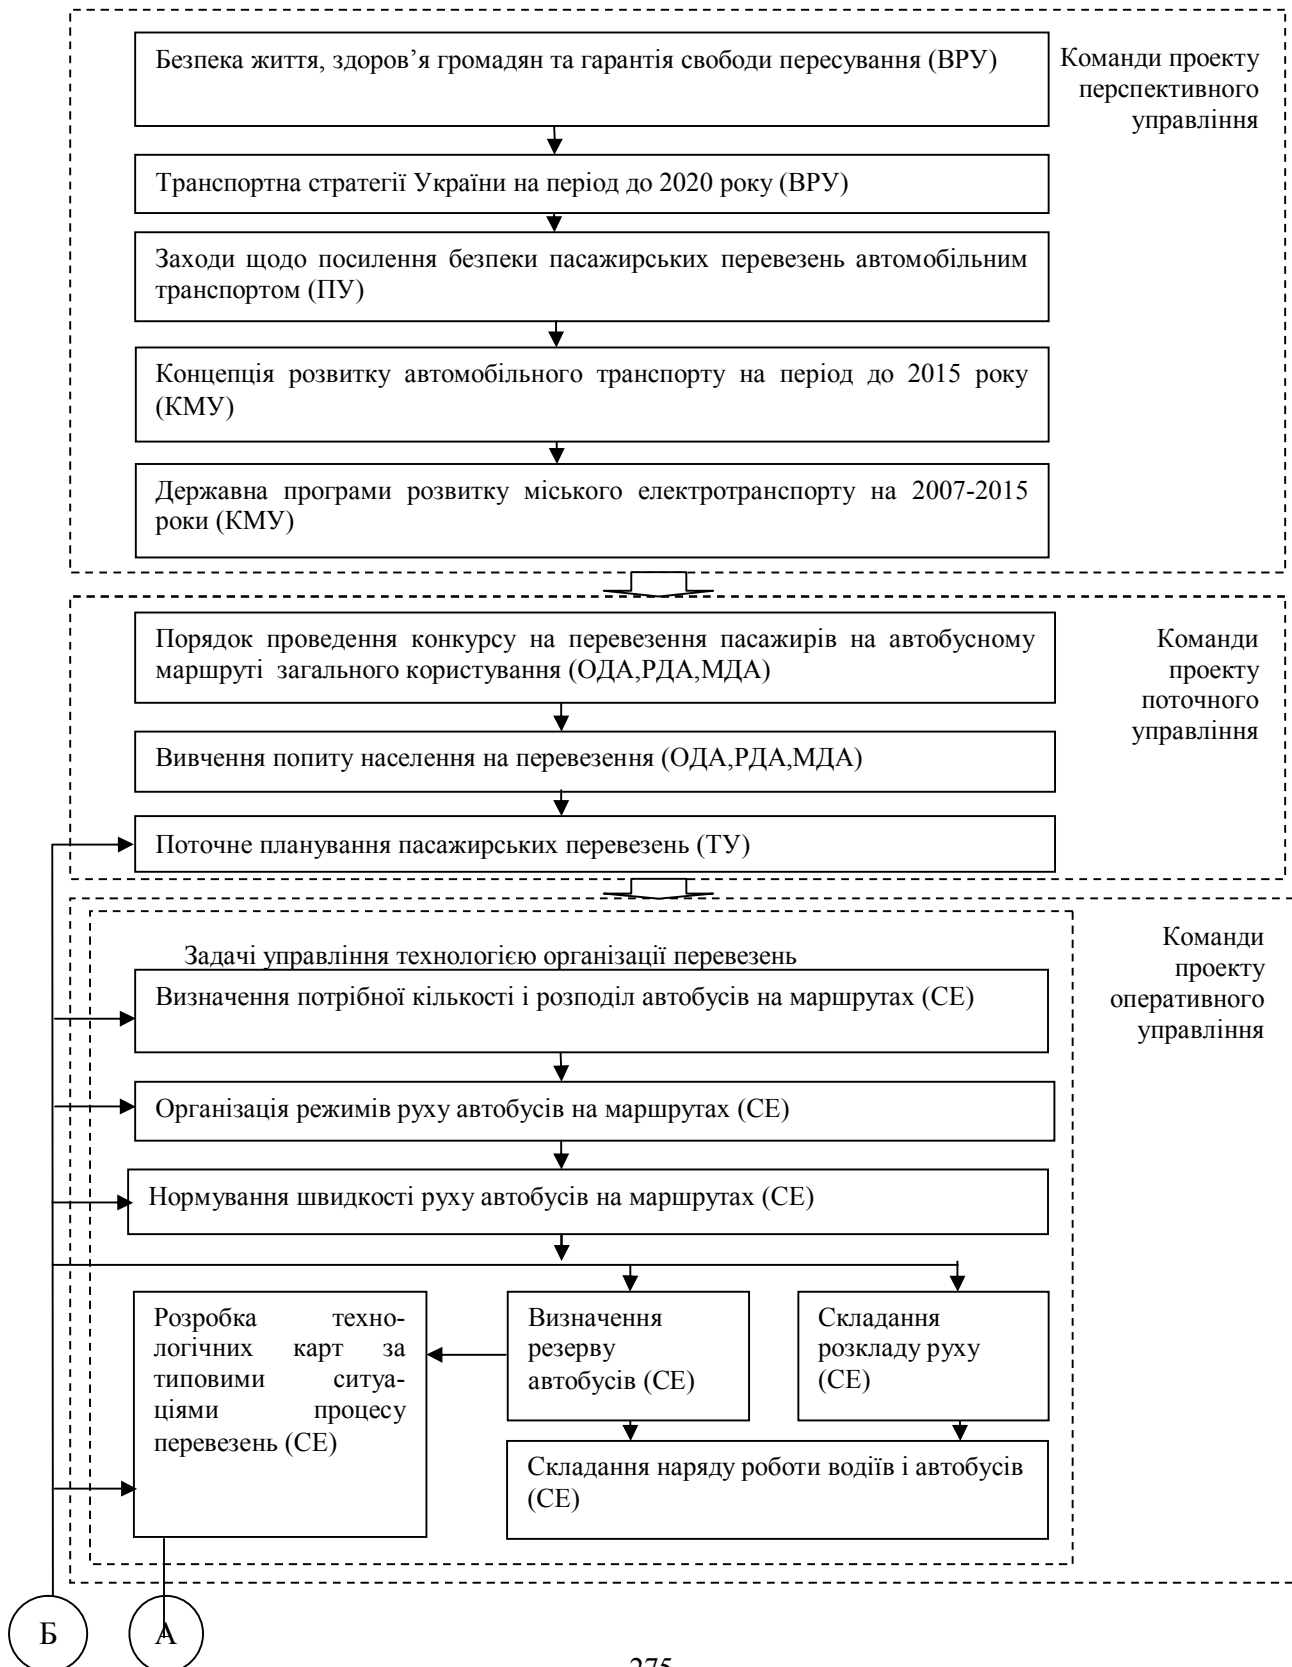 Безпека життя, здоров’я громадян та гарантія свободи пересування (ВРУ)
Команди проекту
перспективного
управління
Транспортна стратегії України на період до 2020 року (ВРУ)
Заходи щодо посилення безпеки пасажирських перевезень автомобільним
транспортом (ПУ)
Концепція розвитку автомобільного транспорту на період до 2015 року
(КМУ)
Державна програми розвитку міського електротранспорту на 2007-2015
роки (КМУ)
Порядок проведення конкурсу на перевезення пасажирів на автобусному
маршруті загального користування (ОДА,РДА,МДА)
Команди
проекту
поточного
управління
Вивчення попиту населення на перевезення (ОДА,РДА,МДА)
Поточне планування пасажирських перевезень (ТУ)
Команди
проекту
оперативного
управління
Задачі управління технологією організації перевезень
Визначення потрібної кількості і розподіл автобусів на маршрутах (СЕ)
Організація режимів руху автобусів на маршрутах (СЕ)
Нормування швидкості руху автобусів на маршрутах (СЕ)
Розробка техно-
логічних карт за
типовими ситуа-
ціями процесу
перевезень (СЕ)
Визначення
резерву
автобусів (СЕ)
Складання
розкладу руху
(СЕ)
Складання наряду роботи водіїв і автобусів
(СЕ)
Б
А
275